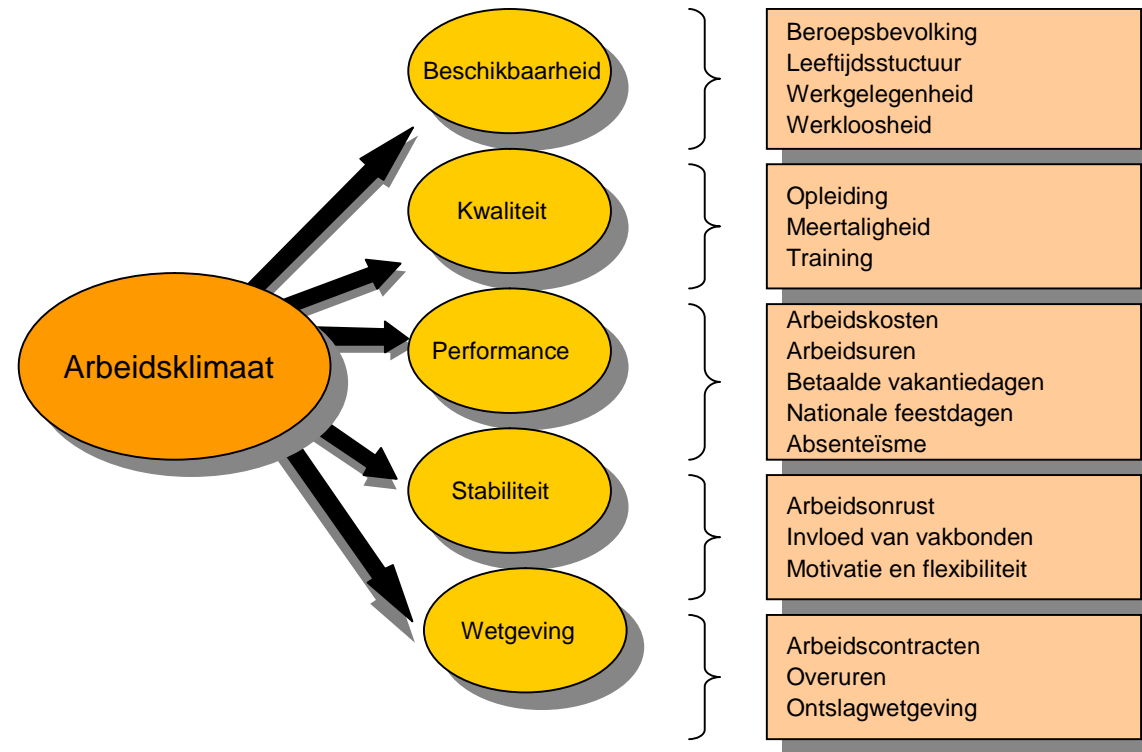 Arbeidsklimaat
Beschikbaarheid
Beroepsbevolking
Leeftijdsstuctuur
Werkgelegenheid
Werkloosheid
Kwaliteit
Opleiding
Meertaligheid
Training
Performance
Arbeidskosten
Arbeidsuren
Betaalde vakantiedagen
Nationale feestdagen
Absenteïsme
Stabiliteit
Arbeidsonrust
Invloed van vakbonden
Motivatie en flexibiliteit
Wetgeving
Arbeidscontracten
Overuren
Ontslagwetgeving